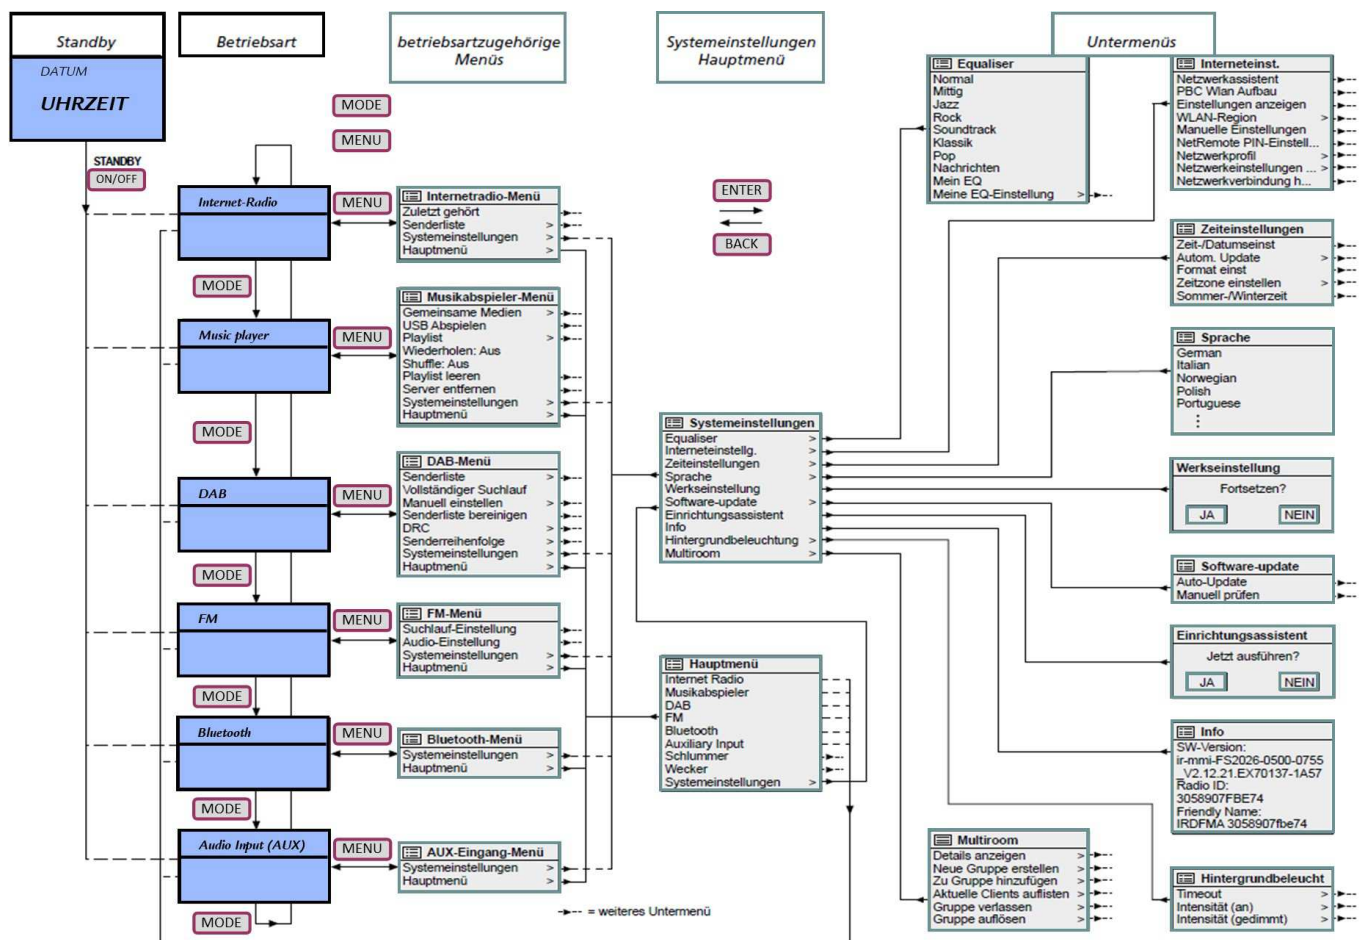 Standby
Betriebsart
betriebsartzugehörige
Menüs
Systemeinstellungen
Hauptmenü
Untermenüs
DATUM
UHRZEIT
STANDBY
ON/OFF
MODE
MENU
ENTER
BACK
Internet-Radio
MENU
MODE
Music player
MENU
MODE
DAB
MENU
MODE
FM
MENU
MODE
Bluetooth
MENU
MODE
Audio Input (AUX)
MENU
MODE
Internetradio-Menü
Zuletzt gehört
Senderliste >
Systemeinstellungen >
Hauptmenü >
Musikabspieler-Menü
Gemeinsame Medien >
USB Abspielen
Playlist >
Wiederholen: Aus
Shuffle: Aus
Playlist leeren
Server entfernen
Systemeinstellungen >
Hauptmenü >
DAB-Menü
Senderliste >
Vollständiger Suchlauf
Manuell einstellen >
Senderliste bereinigen
DRC >
Senderreihenfolge >
Systemeinstellungen >
Hauptmenü >
FM-Menü
Suchlauf-Einstellung
Audio-Einstellung
Systemeinstellungen >
Hauptmenü >
Bluetooth-Menü
Systemeinstellungen >
Hauptmenü >
AUX-Eingang-Menü
Systemeinstellungen >
Hauptmenü >
= weiteres Untermenü
Systemeinstellungen
Equaliser >
Interneteinstellg. >
Zeiteinstellungen >
Sprache >
Werkseinstellung
Software-update >
Einrichtungsassistent
Info
Hintergrundbeleuchtung >
Multiroom >
Hauptmenü
Internet Radio
Musikabspieler
DAB
FM
Bluetooth
Auxiliary Input
Schlummer
Wecker
Systemeinstellungen >
Equaliser
Normal
Mittig
Jazz
Rock
Soundtrack
Klassik
Pop
Nachrichten
Mein EQ
Meine EQ-Einstellung >
Multiroom
Details anzeigen >
Neue Gruppe erstellen >
Zu Gruppe hinzufügen >
Aktuelle Clients auflisten >
Gruppe verlassen >
Gruppe auflösen >
Interneteinst.
Netzwerkassistent
PBC Wlan Aufbau
Einstellungen anzeigen
WLAN-Region >
Manuelle Einstellungen
NetRemote PIN-Einstell...
Netzwerkprofil >
Netzwerkeinstellungen ... >
Netzwerkverbindung h...
Zeiteinstellungen
Zeit-/Datumseinst
Autom. Update >
Format einst
Zeitzone einstellen >
Sommer-/Winterzeit
Sprache
German
Italian
Norwegian
Polish
Portuguese
⋮
Werkseinstellung
Fortsetzen?
JA NEIN
Software-update
Auto-Update
Manuell prüfen
Einrichtungsassistent
Jetzt ausführen?
JA NEIN
Info
SW-Version:
ir-mmi-FS2026-0500-0755
_V2.12.21.EX70137-1A57
Radio ID:
3058907FBE74
Friendly Name:
IRDFMA 3058907fbe74
Hintergrundbeleucht
Timeout >
Intensität (an) >
Intensität (gedimmt) >